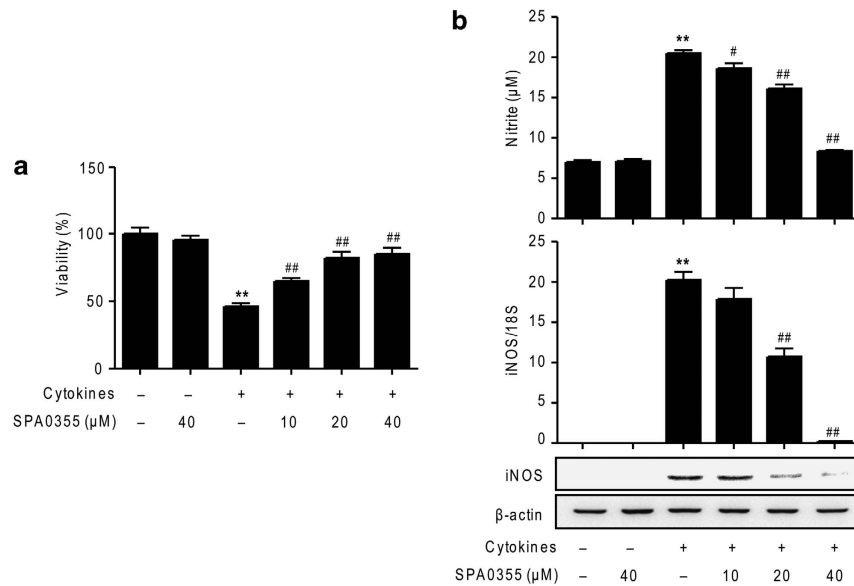 a
Viability (%)
150
100
50
0
**
##
##
##
Cytokines – – + + + +
SPA0355 (µM) – 40 – 10 20 40
b
Nitrite (µM)
25
20
15
10
5
0
**
#
##
##
iNOS/18S
25
20
15
10
5
0
**
##
##
iNOS
β-actin
Cytokines – – + + + +
SPA0355 (µM) – 40 – 10 20 40